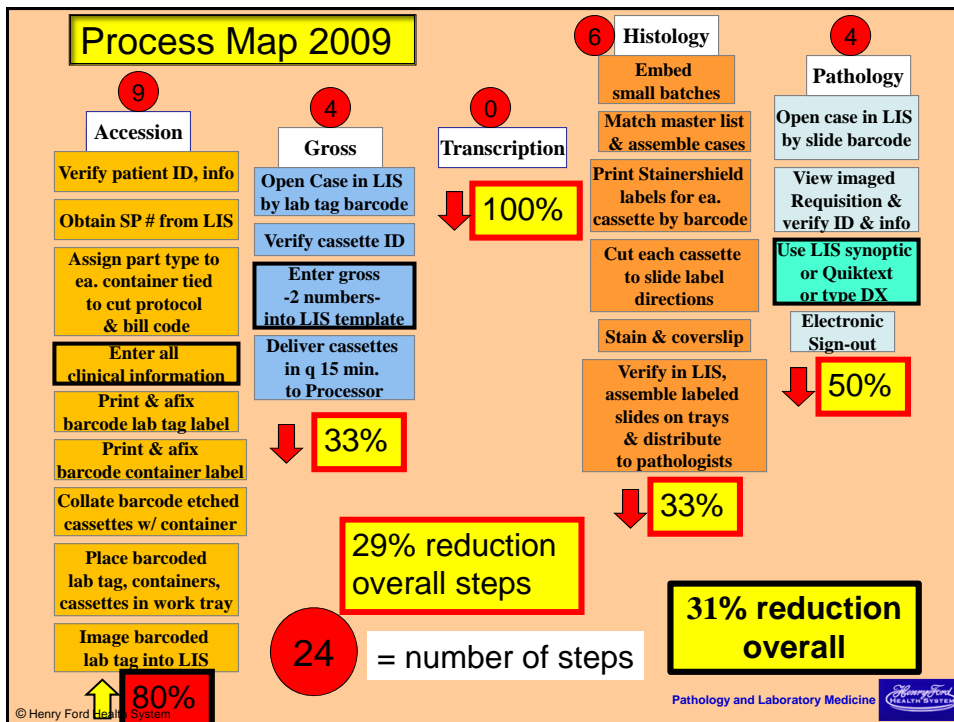 Process Map 2009
9
Accession
Verify patient ID, info
Obtain SP # from LIS
Assign part type to
ea. container tied
to cut protocol
& bill code
Enter all
clinical information
Print & afix
barcode lab tag label
Print & afix
barcode container label
Collate barcode etched
cassettes w/ container
Place barcoded
lab tag, containers,
cassettes in work tray
Image barcoded
lab tag into LIS
80%
4
Gross
Open Case in LIS
by lab tag barcode
Verify cassette ID
Enter gross
-2 numbers-
into LIS template
Deliver cassettes
in q 15 min.
to Processor
33%
0
Transcription
100%
6
Histology
Embed
small batches
Match master list
& assemble cases
Print Stainershield
labels for ea.
cassette by barcode
Cut each cassette
to slide label
directions
Stain & coverslip
Verify in LIS,
assemble labeled
slides on trays
& distribute
to pathologists
33%
4
Pathology
Open case in LIS
by slide barcode
View imaged
Requisition &
verify ID & info
Use LIS synoptic
or Quiktext
or type DX
Electronic
Sign-out
50%
29% reduction
overall steps
24
= number of steps
31% reduction
overall
© Henry Ford Health System
Pathology and Laboratory Medicine
Henry Ford
HEALTH SYSTEM